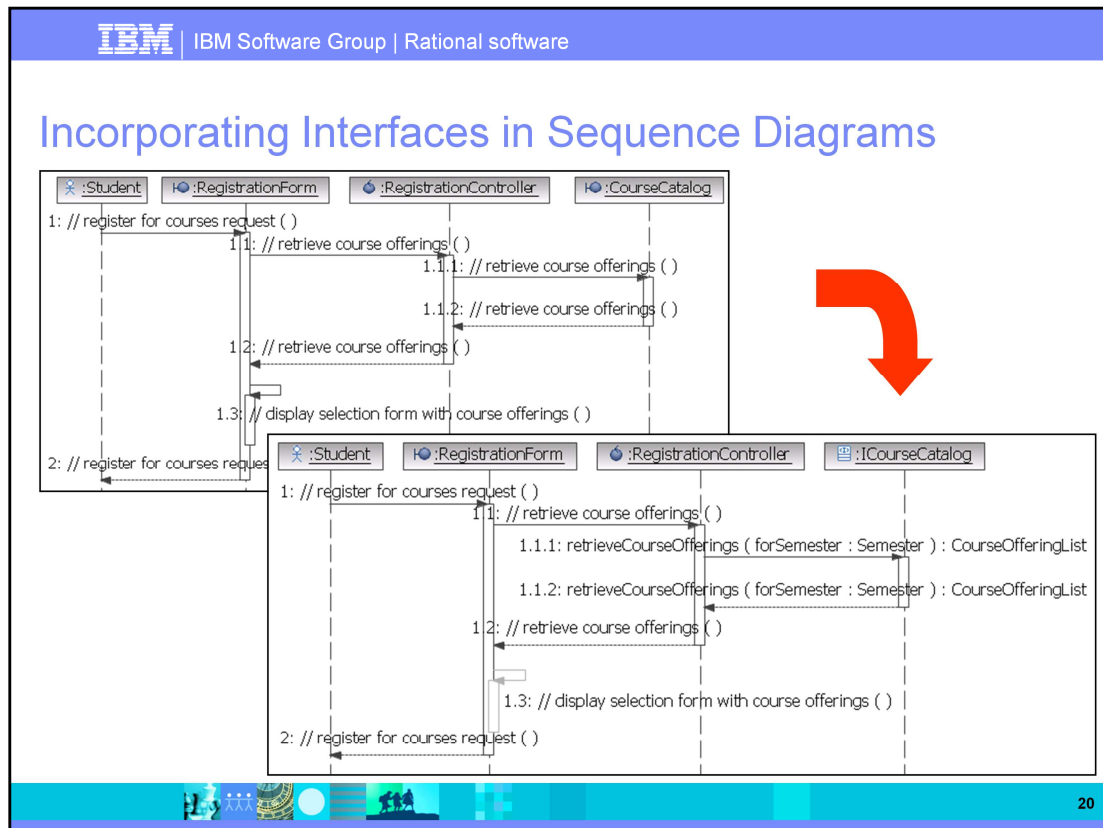 IBM | IBM Software Group | Rational software
Incorporating Interfaces in Sequence Diagrams
:Student
:RegistrationForm
:RegistrationController
:CourseCatalog
1: // register for courses request ( )
1.1: // retrieve course offerings ( )
1.1.1: // retrieve course offerings ( )
1.1.2: // retrieve course offerings ( )
1.2: // retrieve course offerings ( )
1.3: // display selection form with course offerings ( )
2: // register for courses reques
:Student
:RegistrationForm
:RegistrationController
:ICourseCatalog
1: // register for courses request ( )
1.1: // retrieve course offerings ( )
1.1.1: retrieveCourseOfferings ( forSemester : Semester ) : CourseOfferingList
1.1.2: retrieveCourseOfferings ( forSemester : Semester ) : CourseOfferingList
1.2: // retrieve course offerings ( )
1.3: // display selection form with course offerings ( )
2: // register for courses request ( )
20